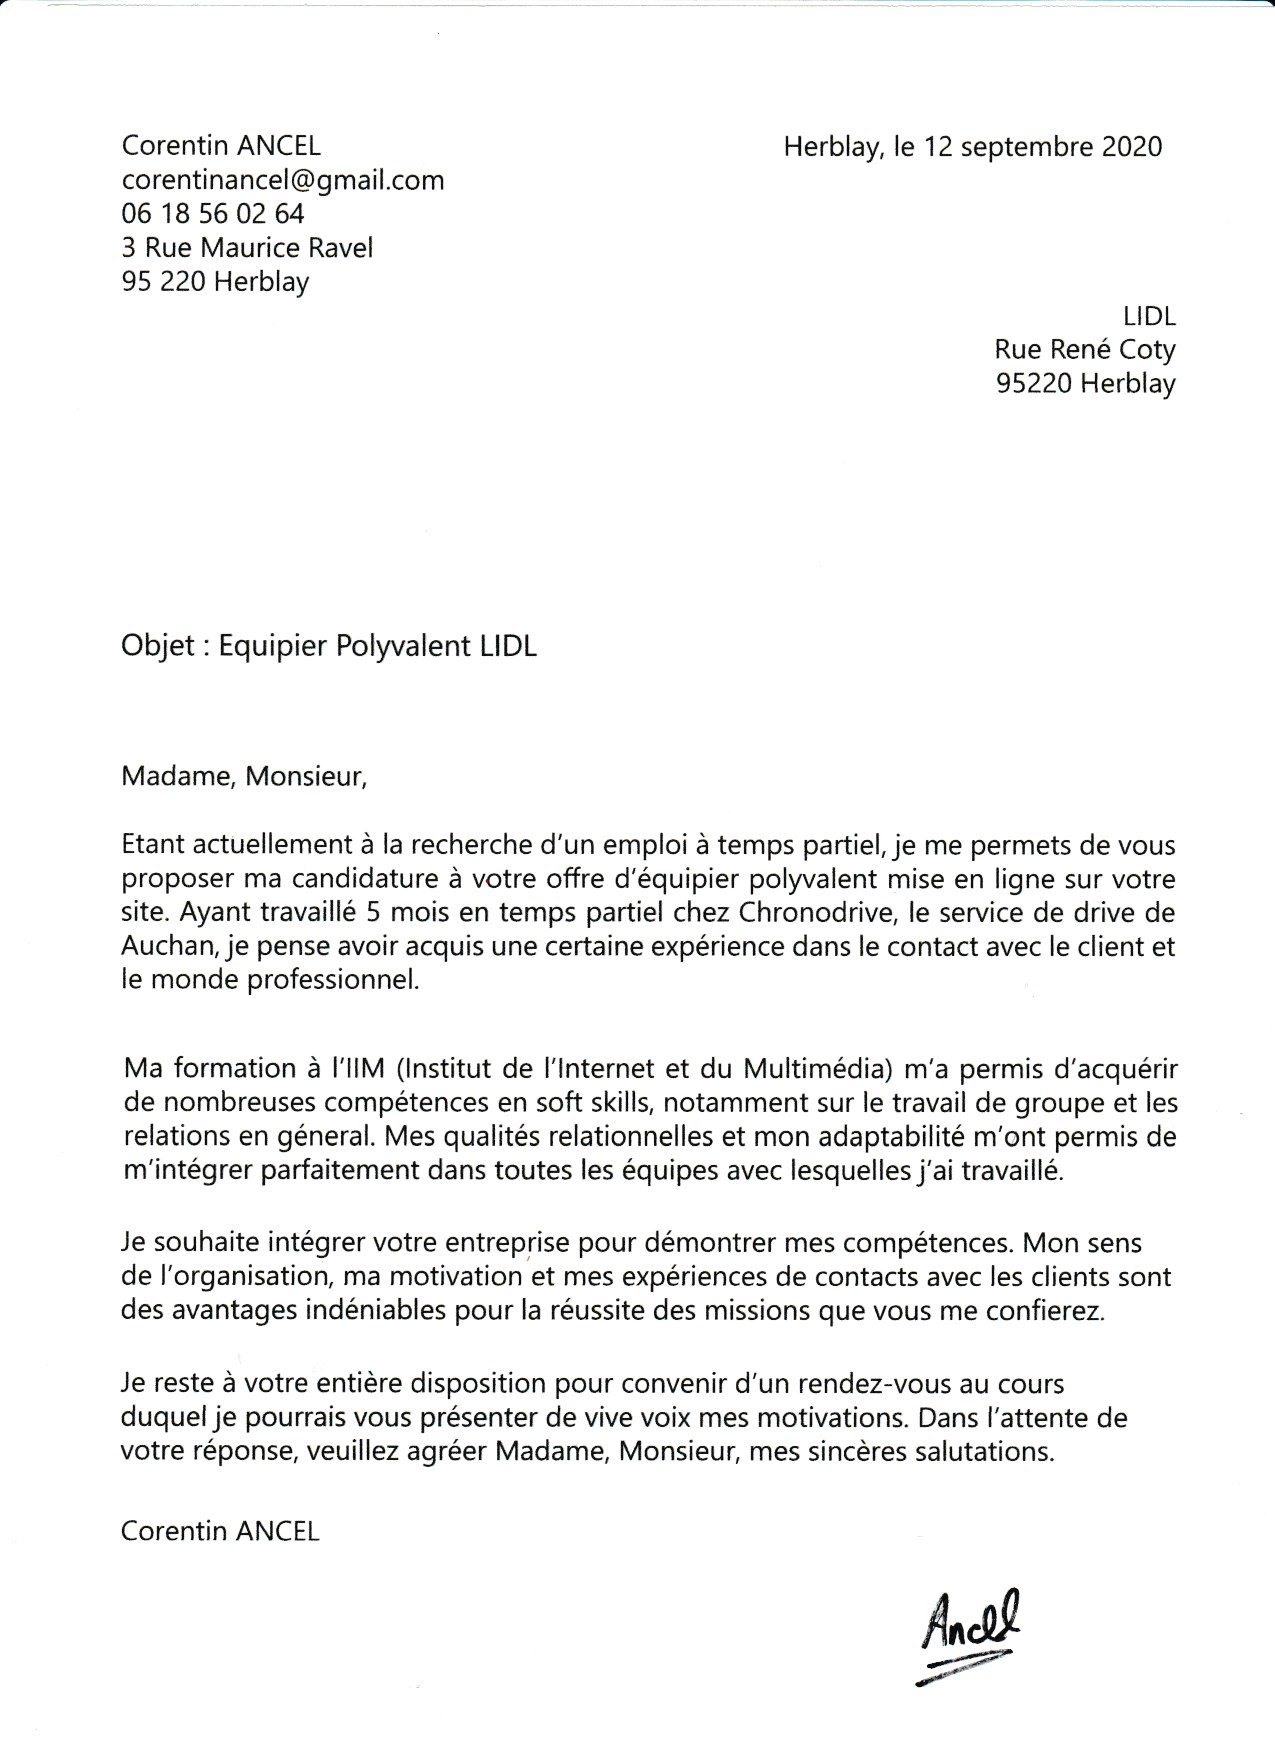 Corentin ANCEL
Herblay, le 12 septembre 2020
corentinancel@gmail.com
06 18 56 02 64
3 Rue Maurice Ravel
95 220 Herblay
LIDL
Rue René Coty
95220 Herblay
Objet : Equipier Polyvalent LIDL
Madame, Monsieur,
Etant actuellement à la recherche d'un emploi à temps partiel, je me permets de vous
proposer ma candidature à votre offre d'équipier polyvalent mise en ligne sur votre
site. Ayant travaillé 5 mois en temps partiel chez Chronodrive, le service de drive de
Auchan, je pense avoir acquis une certaine expérience dans le contact avec le client et
le monde professionnel.
Ma formation à l'IIM (Institut de l'Internet et du Multimédia) m'a permis d'acquérir
de nombreuses compétences en soft skills, notamment sur le travail de groupe et les
relations en géneral. Mes qualités relationnelles et mon adaptabilité m'ont permis de
m'intégrer parfaitement dans toutes les équipes avec lesquelles j'ai travaillé.
Je souhaite intégrer votre entreprise pour démontrer mes compétences. Mon sens
de l'organisation, ma motivation et mes expériences de contacts avec les clients sont
des avantages indéniables pour la réussite des missions que vous me confierez.
Je reste à votre entière disposition pour convenir d'un rendez-vous au cours
duquel je pourrais vous présenter de vive voix mes motivations. Dans l'attente de
votre réponse, veuillez agréer Madame, Monsieur, mes sincères salutations.
Corentin ANCEL
Ancel